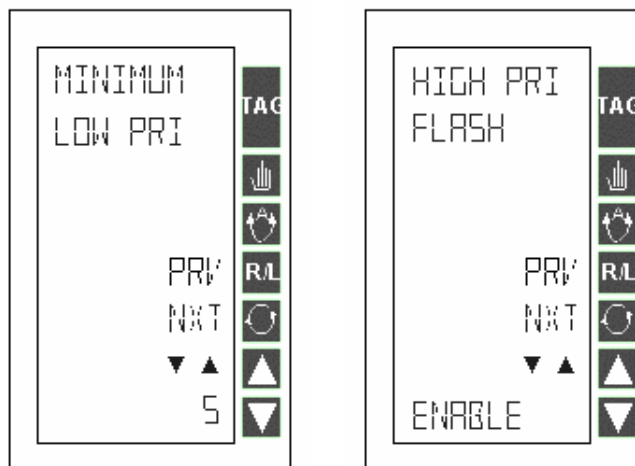 MINIMUM
LOW PRI
TAG
A
PRV
R/L
NXT
▼ ▲
5
HIGH PRI
FLASH
TAG
A
PRV
R/L
NXT
▼ ▲
ENABLE